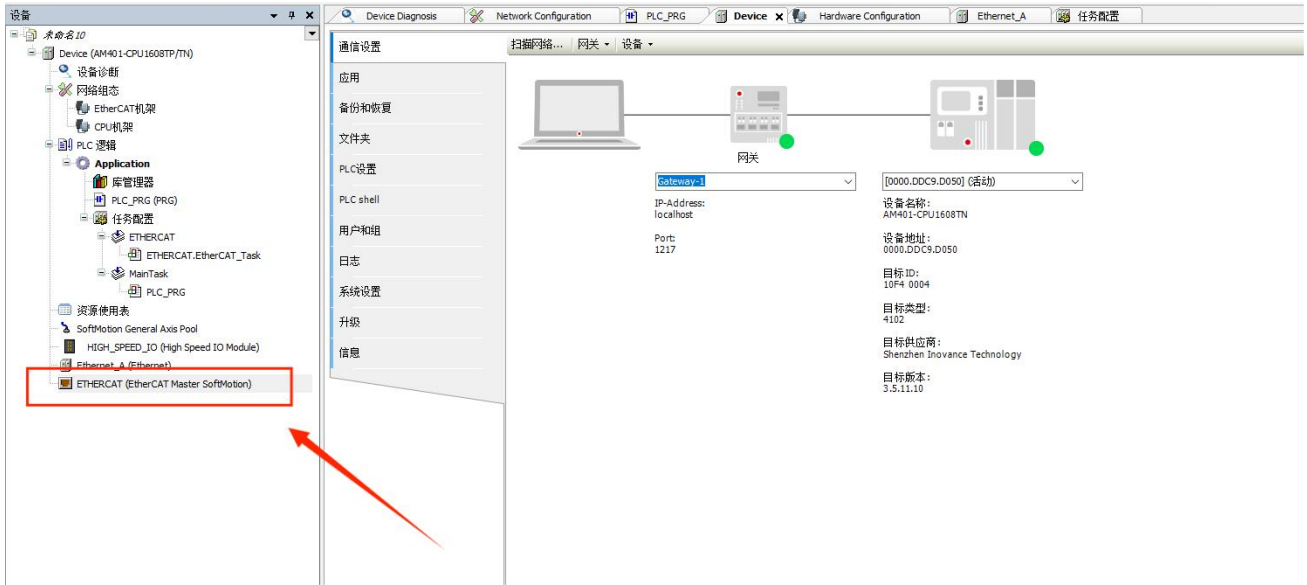 设备
Device Diagnosis
Network Configuration
PLC_PRG
Device
Hardware Configuration
Ethernet_A
任务配置
未命名10
Device (AM401-CPU1608TP/TN)
设备诊断
网络组态
EtherCAT机架
CPU机架
PLC 逻辑
Application
库管理器
PLC_PRG (PRG)
任务配置
ETHERCAT
ETHERCAT.EtherCAT_Task
MainTask
PLC_PRG
资源使用表
SoftMotion General Axis Pool
HIGH_SPEED_IO (High Speed IO Module)
Ethernet_A (Ethernet)
ETHERCAT (EtherCAT Master SoftMotion)
通信设置
应用
备份和恢复
文件夹
PLC设置
PLC shell
用户和组
日志
系统设置
升级
信息
扫描网络... 网关 设备
网关
Gateway-1
IP-Address:
localhost
Port:
1217
[0000.DDC9.D050] (活动)
设备名称:
AM401-CPU1608TN
设备地址:
0000.DDC9.D050
目标ID:
10F4 0004
目标类型:
4102
目标供应商:
Shenzhen Inovance Technology
目标版本:
3.5.11.10